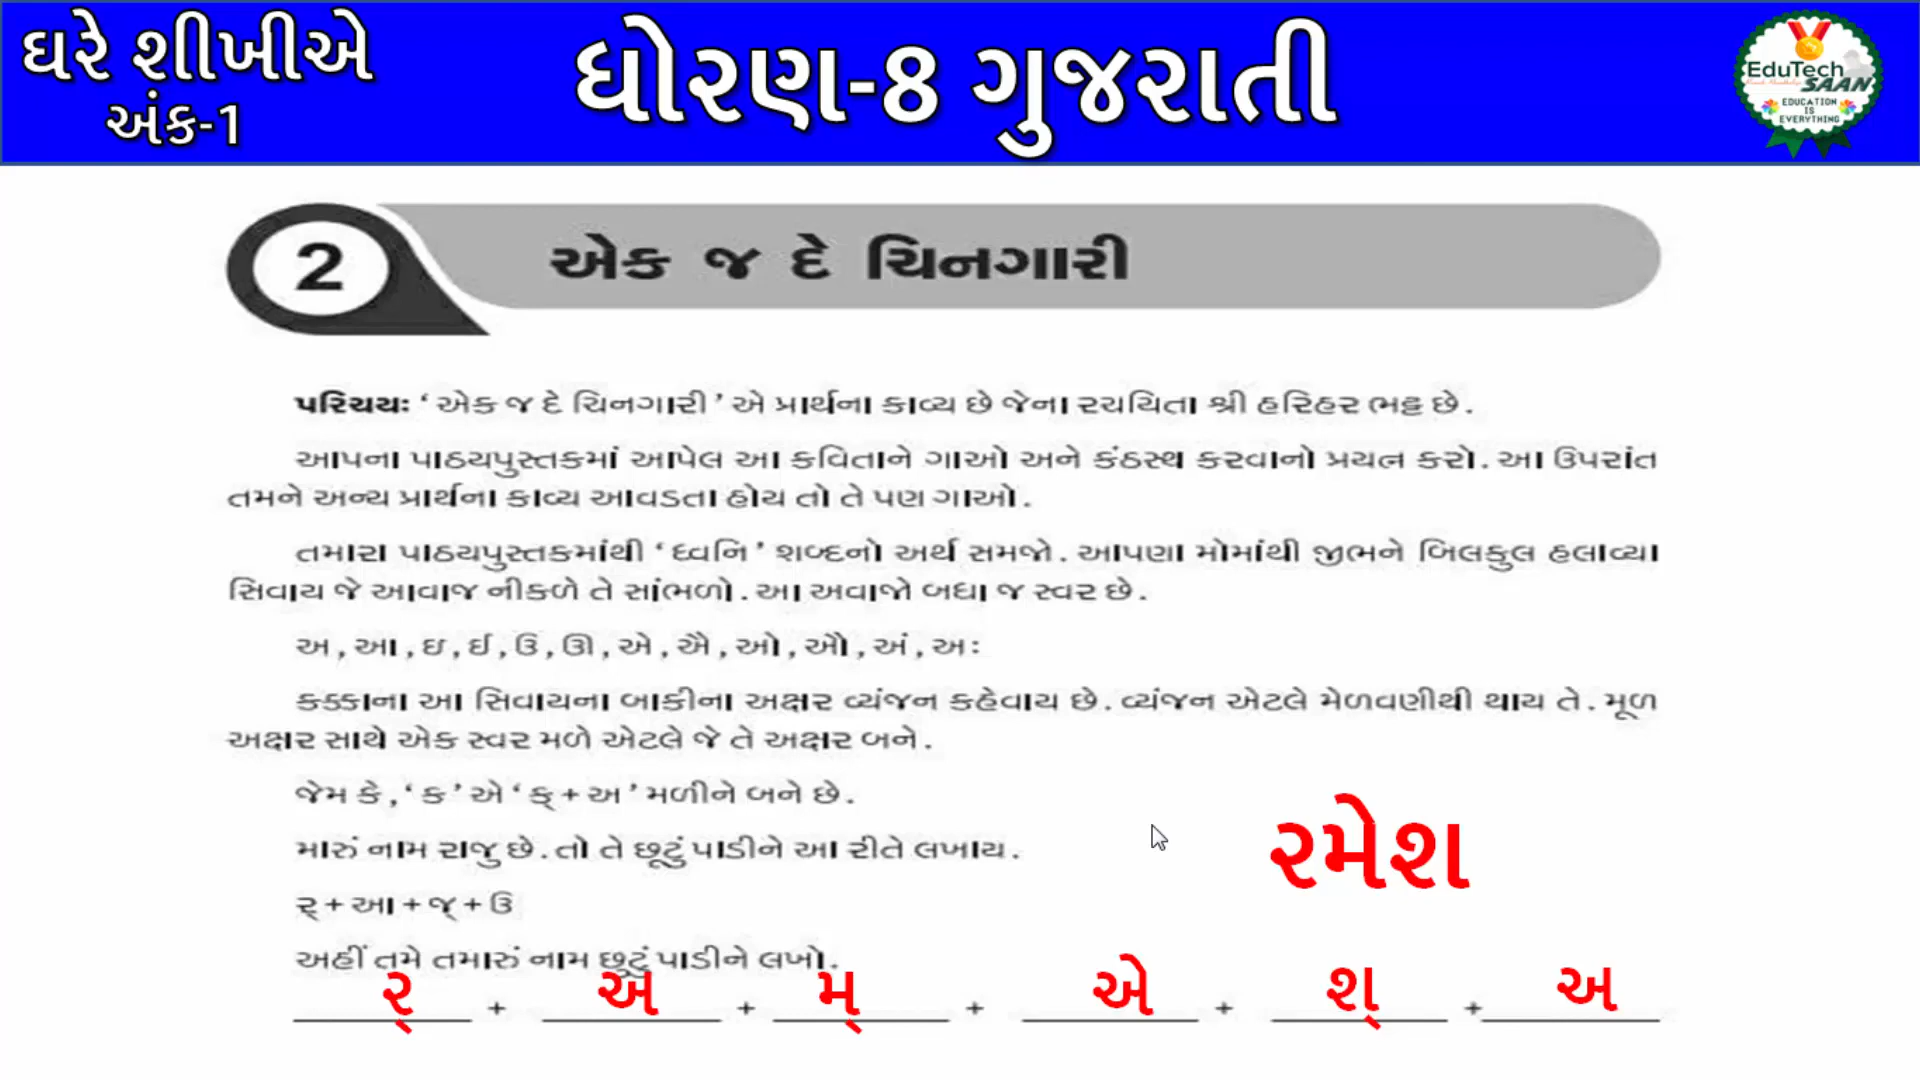 ઘરે શીખીએ
અંક-1
ધોરણ-8 ગુજરાતી
EduTech
SAAN
EDUCATION
IS
EVERYTHING
2
એક જ દે ચિનગારી
પરિચયઃ ‘ એક જ દે ચિનગારી ’ એ પ્રાર્થના કાવ્ય છે જેના રચયિતા શ્રી હરિહર ભટ્ટ છે .
આપના પાઠયપુસ્તકમાં આપેલ આ કવિતાને ગાઓ અને કંઠસ્થ કરવાનો પ્રયત્ન કરો . આ ઉપરાંત
તમને અન્ય પ્રાર્થના કાવ્ય આવડતા હોય તો તે પણ ગાઓ .
તમારા પાઠયપુસ્તકમાંથી ‘ ધ્વનિ ’ શબ્દનો અર્થ સમજો . આપણા મોમાંથી જીભને બિલકુલ હલાવ્યા
સિવાય જે આવાજ નીકળે તે સાંભળો . આ અવાજો બધા જ સ્વર છે .
અ , આ , ઇ , ઈ , ઉ , ઊ , એ , ઐ , ઓ , ઔ , અં , અઃ
કક્કાના આ સિવાયના બાકીના અક્ષર વ્યંજન કહેવાય છે . વ્યંજન એટલે મેળવણીથી થાય તે . મૂળ
અક્ષર સાથે એક સ્વર મળે એટલે જે તે અક્ષર બને .
જેમ કે , ‘ ક ’ એ ‘ ક્ + અ ’ મળીને બને છે .
મારું નામ રાજુ છે . તો તે છૂટું પાડીને આ રીતે લખાય .
રમેશ
ર્ + આ + જ્ + ઉ
અહીં તમે તમારું નામ છુટું પાડીને લખો .
ર્ + અ + મ્ + એ + શ્ + અ